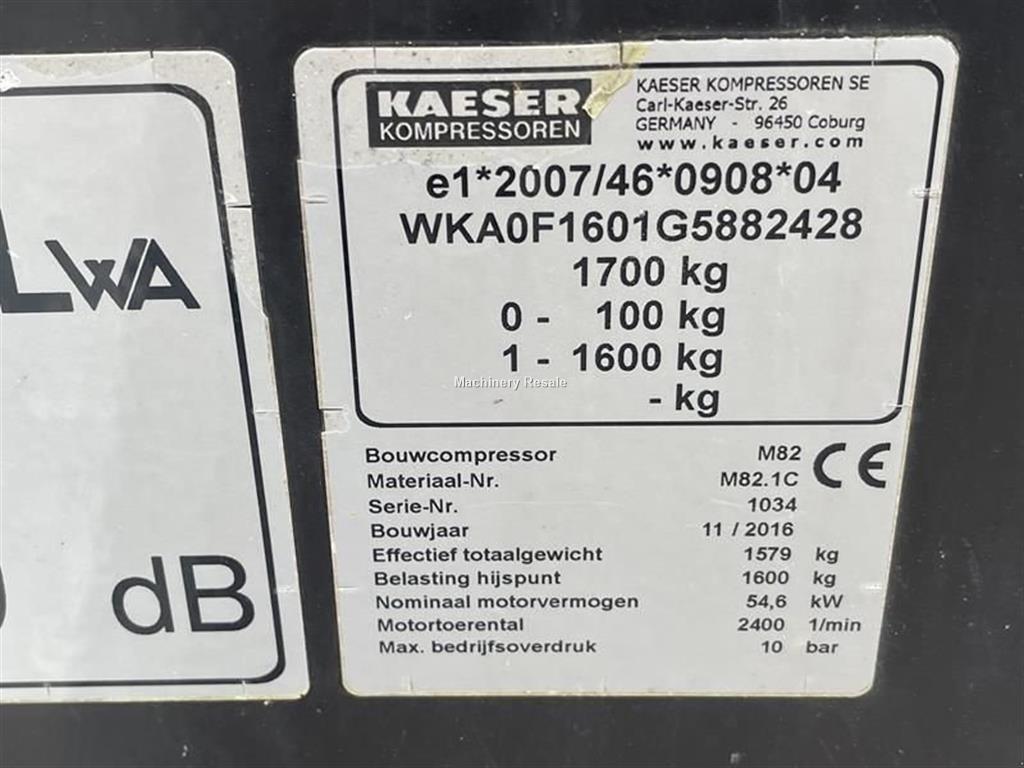 KAESER
KOMPRESSOREN
KAESER KOMPRESSOREN SE
Carl-Kaeser-Str. 26
GERMANY - 96450 Coburg
www.kaeser.com
e1*2007/46*0908*04
WKA0F1601G5882428
1700 kg
0 - 100 kg
1 - 1600 kg
- kg
Machinery Resale
Bouwcompressor M82
CE
Materiaal-Nr. M82.1C
Serie-Nr. 1034
Bouwjaar 11 / 2016
Effectief totaalgewicht 1579 kg
Belasting hijspunt 1600 kg
Nominaal motorvermogen 54,6 kW
Motortoerental 2400 1/min
Max. bedrijfsoverdruk 10 bar
LWA
dB